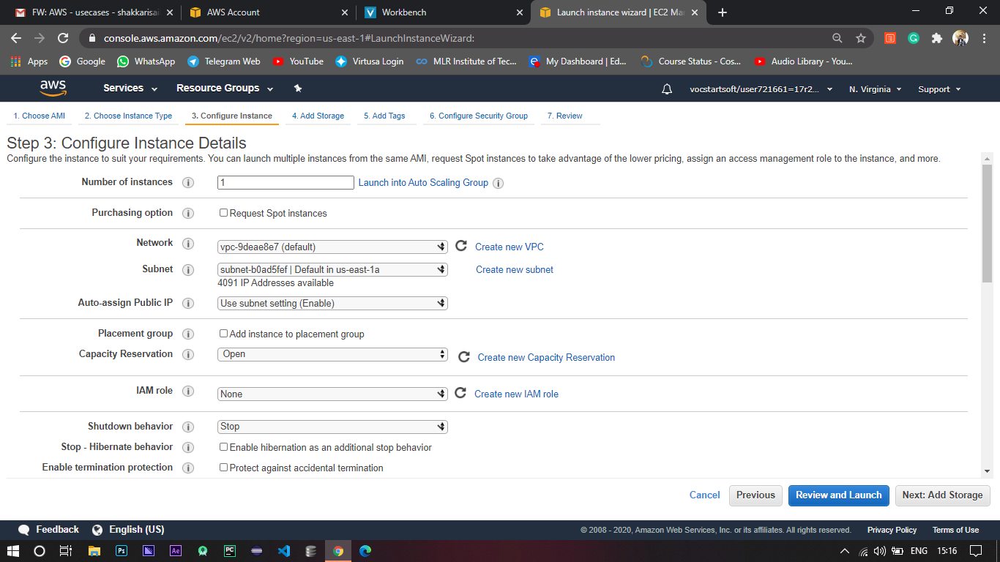 FW: AWS - usecases - shakkarisai
AWS Account
Workbench
Launch instance wizard | EC2 Man
console.aws.amazon.com/ec2/v2/home?region=us-east-1#LaunchInstanceWizard:
Apps
Google
WhatsApp
Telegram Web
YouTube
Virtusa Login
MLR Institute of Tec...
My Dashboard | Ed...
Course Status - Cos...
Audio Library - You...
aws
Services
Resource Groups
vocstartsoft/user721661=17r2...
N. Virginia
Support
1. Choose AMI
2. Choose Instance Type
3. Configure Instance
4. Add Storage
5. Add Tags
6. Configure Security Group
7. Review
Step 3: Configure Instance Details
Configure the instance to suit your requirements. You can launch multiple instances from the same AMI, request Spot instances to take advantage of the lower pricing, assign an access management role to the instance, and more.
Number of instances
1
Launch into Auto Scaling Group
Purchasing option
Request Spot instances
Network
vpc-9deae8e7 (default)
Create new VPC
Subnet
subnet-b0ad5fef | Default in us-east-1a
Create new subnet
4091 IP Addresses available
Auto-assign Public IP
Use subnet setting (Enable)
Placement group
Add instance to placement group
Capacity Reservation
Open
Create new Capacity Reservation
IAM role
None
Create new IAM role
Shutdown behavior
Stop
Stop - Hibernate behavior
Enable hibernation as an additional stop behavior
Enable termination protection
Protect against accidental termination
Cancel
Previous
Review and Launch
Next: Add Storage
Feedback
English (US)
© 2008 - 2020, Amazon Web Services, Inc. or its affiliates. All rights reserved.
Privacy Policy
Terms of Use
Ps
Ae
PC
ENG
15:16